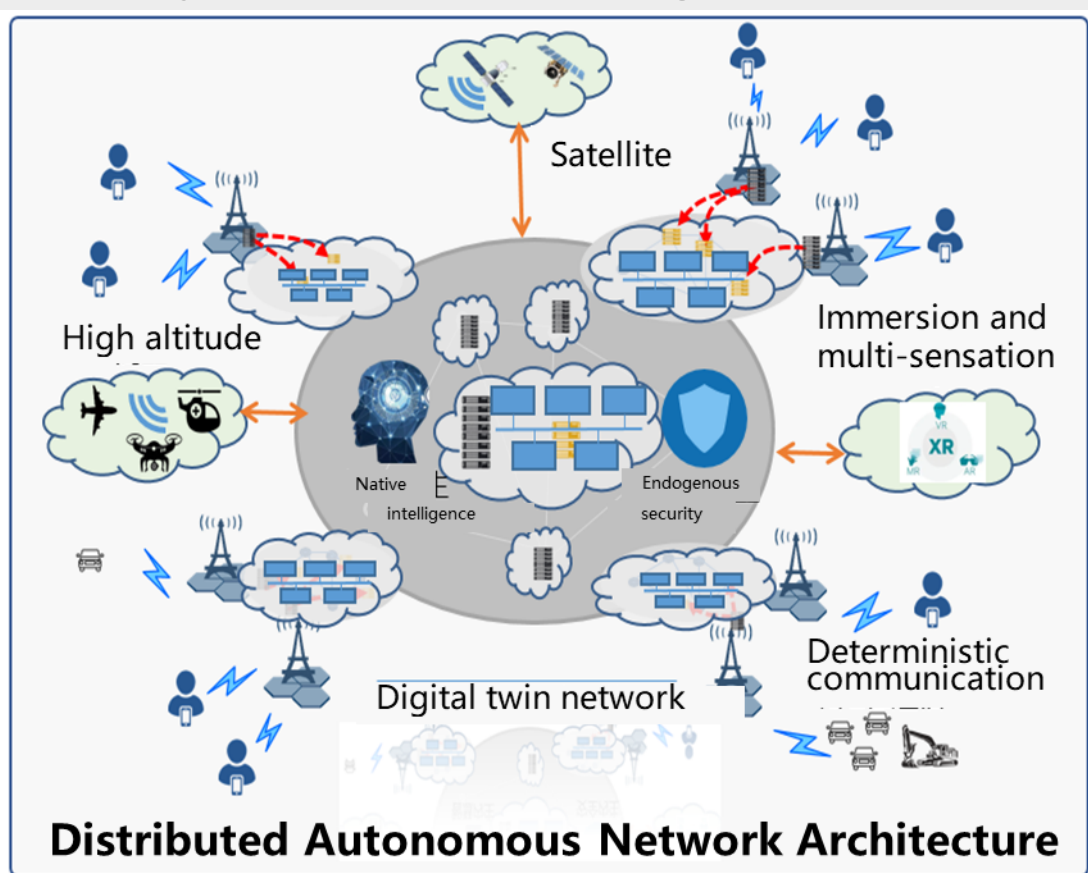 Satellite
High altitude
Immersion and
multi-sensation
VR
XR
MR
AR
Native
intelligence
Endogenous
security
Deterministic
communication
Digital twin network
Distributed Autonomous Network Architecture